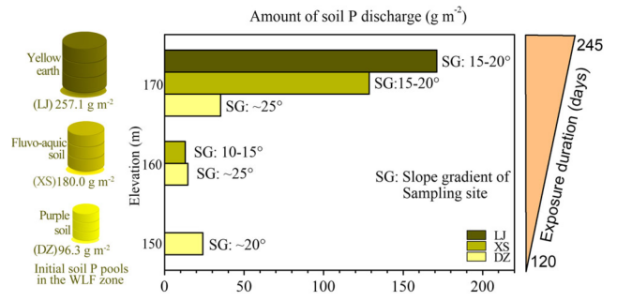 Amount of soil P discharge (g m⁻²)
Yellow
earth
(LJ) 257.1 g m⁻²
Fluvo-aquic
soil
(XS)180.0 g m⁻²
Purple
soil
(DZ)96.3 g m⁻²
Initial soil P pools
in the WLF zone
Elevation (m)
170
160
150
SG: 15-20°
SG:15-20°
SG: ~25°
SG: 10-15°
SG: ~25°
SG: ~20°
SG: Slope gradient of
Sampling site
LJ
XS
DZ
0
50
100
150
200
245
Exposure duration (days)
120